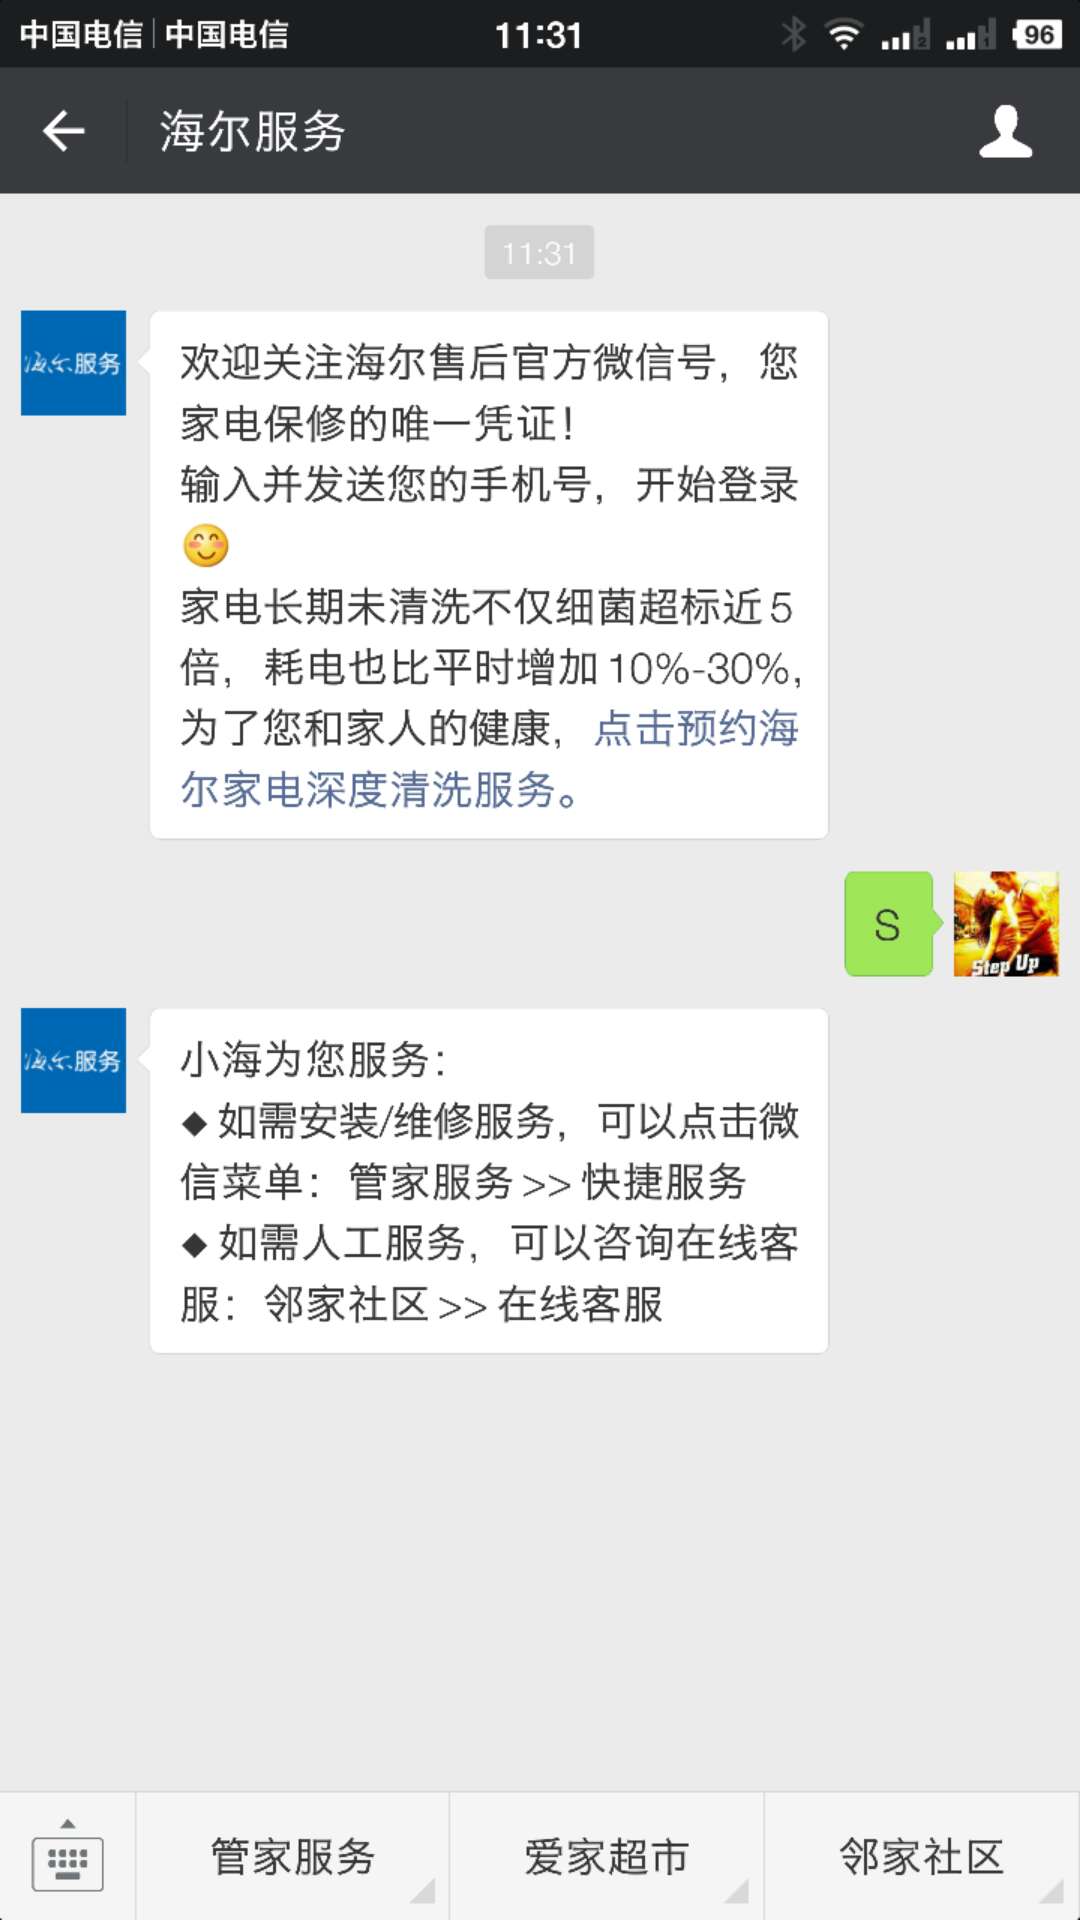 中国电信 中国电信 11:31 2 1 96
海尔服务
11:31
海尔服务
欢迎关注海尔售后官方微信号，您
家电保修的唯一凭证！
输入并发送您的手机号，开始登录
😊
家电长期未清洗不仅细菌超标近5
倍，耗电也比平时增加10%-30%，
为了您和家人的健康，点击预约海
尔家电深度清洗服务。
S
Step Up
海尔服务
小海为您服务：
◆如需安装/维修服务，可以点击微
信菜单：管家服务>>快捷服务
◆如需人工服务，可以咨询在线客
服：邻家社区>>在线客服
管家服务 爱家超市 邻家社区